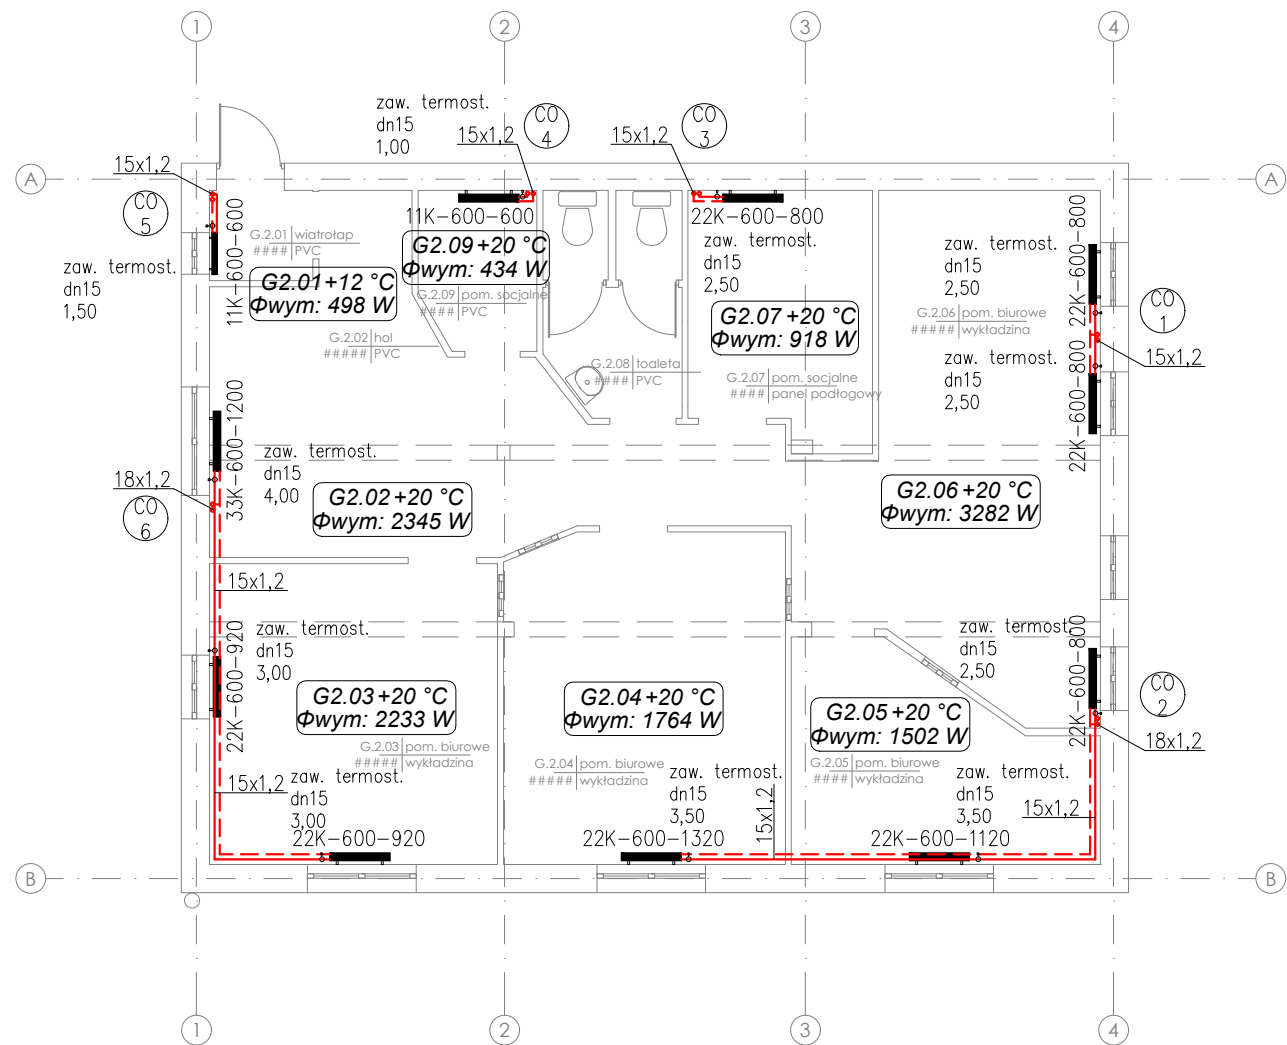 1
2
3
4
zaw. termost.
dn15
1,00
CO
4
15x1,2
CO
3
15x1,2
15x1,2
A
A
CO
5
11K-600-600
zaw. termost.
dn15
1,50
G.2.01 wiatrołap
#### PVC
11K-600-600
G2.09 +20 °C
Φwym: 434 W
G.2.09 pom. socjalne
#### PVC
G2.01 +12 °C
Φwym: 498 W
G.2.02 hol
##### PVC
22K-600-800
zaw. termost.
dn15
2,50
G2.07 +20 °C
Φwym: 918 W
G.2.08 toaleta
#### PVC
G.2.07 pom. socjalne
#### panel podłogowy
zaw. termost.
dn15
2,50
22K-600-800
G.2.06 pom. biurowe
##### wykładzina
CO
1
15x1,2
zaw. termost.
dn15
2,50
22K-600-800
33K-600-1200
zaw. termost.
dn15
4,00
18x1,2
CO
6
G2.02 +20 °C
Φwym: 2345 W
G2.06 +20 °C
Φwym: 3282 W
15x1,2
zaw. termost.
dn15
3,00
22K-600-920
zaw. termost.
dn15
2,50
22K-600-800
CO
2
18x1,2
G2.03 +20 °C
Φwym: 2233 W
G.2.03 pom. biurowe
##### wykładzina
G2.04 +20 °C
Φwym: 1764 W
G.2.04 pom. biurowe
##### wykładzina
G2.05 +20 °C
Φwym: 1502 W
G.2.05 pom. biurowe
#### wykładzina
15x1,2
zaw. termost.
dn15
3,00
22K-600-920
zaw. termost.
dn15
3,50
15x1,2
22K-600-1320
zaw. termost.
dn15
3,50
15x1,2
22K-600-1120
B
B
1
2
3
4